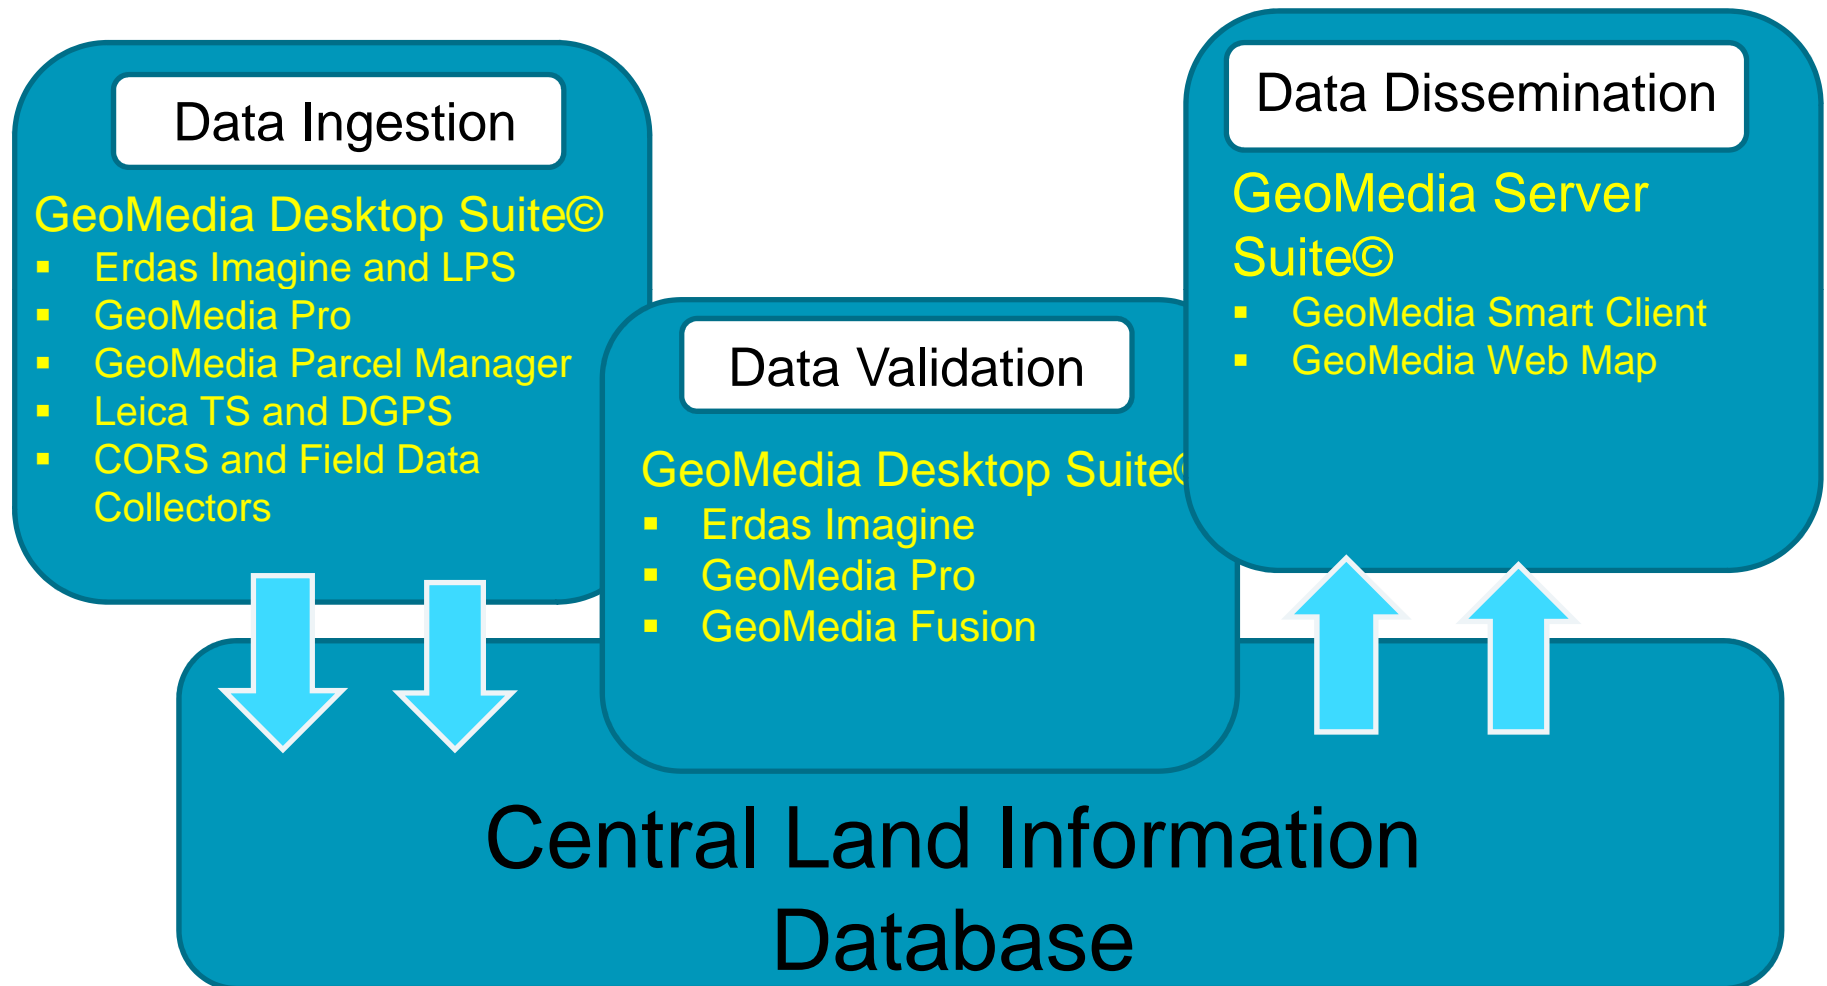 Data Ingestion
GeoMedia Desktop Suite©
▪ Erdas Imagine and LPS
▪ GeoMedia Pro
▪ GeoMedia Parcel Manager
▪ Leica TS and DGPS
▪ CORS and Field Data
Collectors
Data Validation
GeoMedia Desktop Suite©
▪ Erdas Imagine
▪ GeoMedia Pro
▪ GeoMedia Fusion
Data Dissemination
GeoMedia Server
Suite©
▪ GeoMedia Smart Client
▪ GeoMedia Web Map
Central Land Information
Database